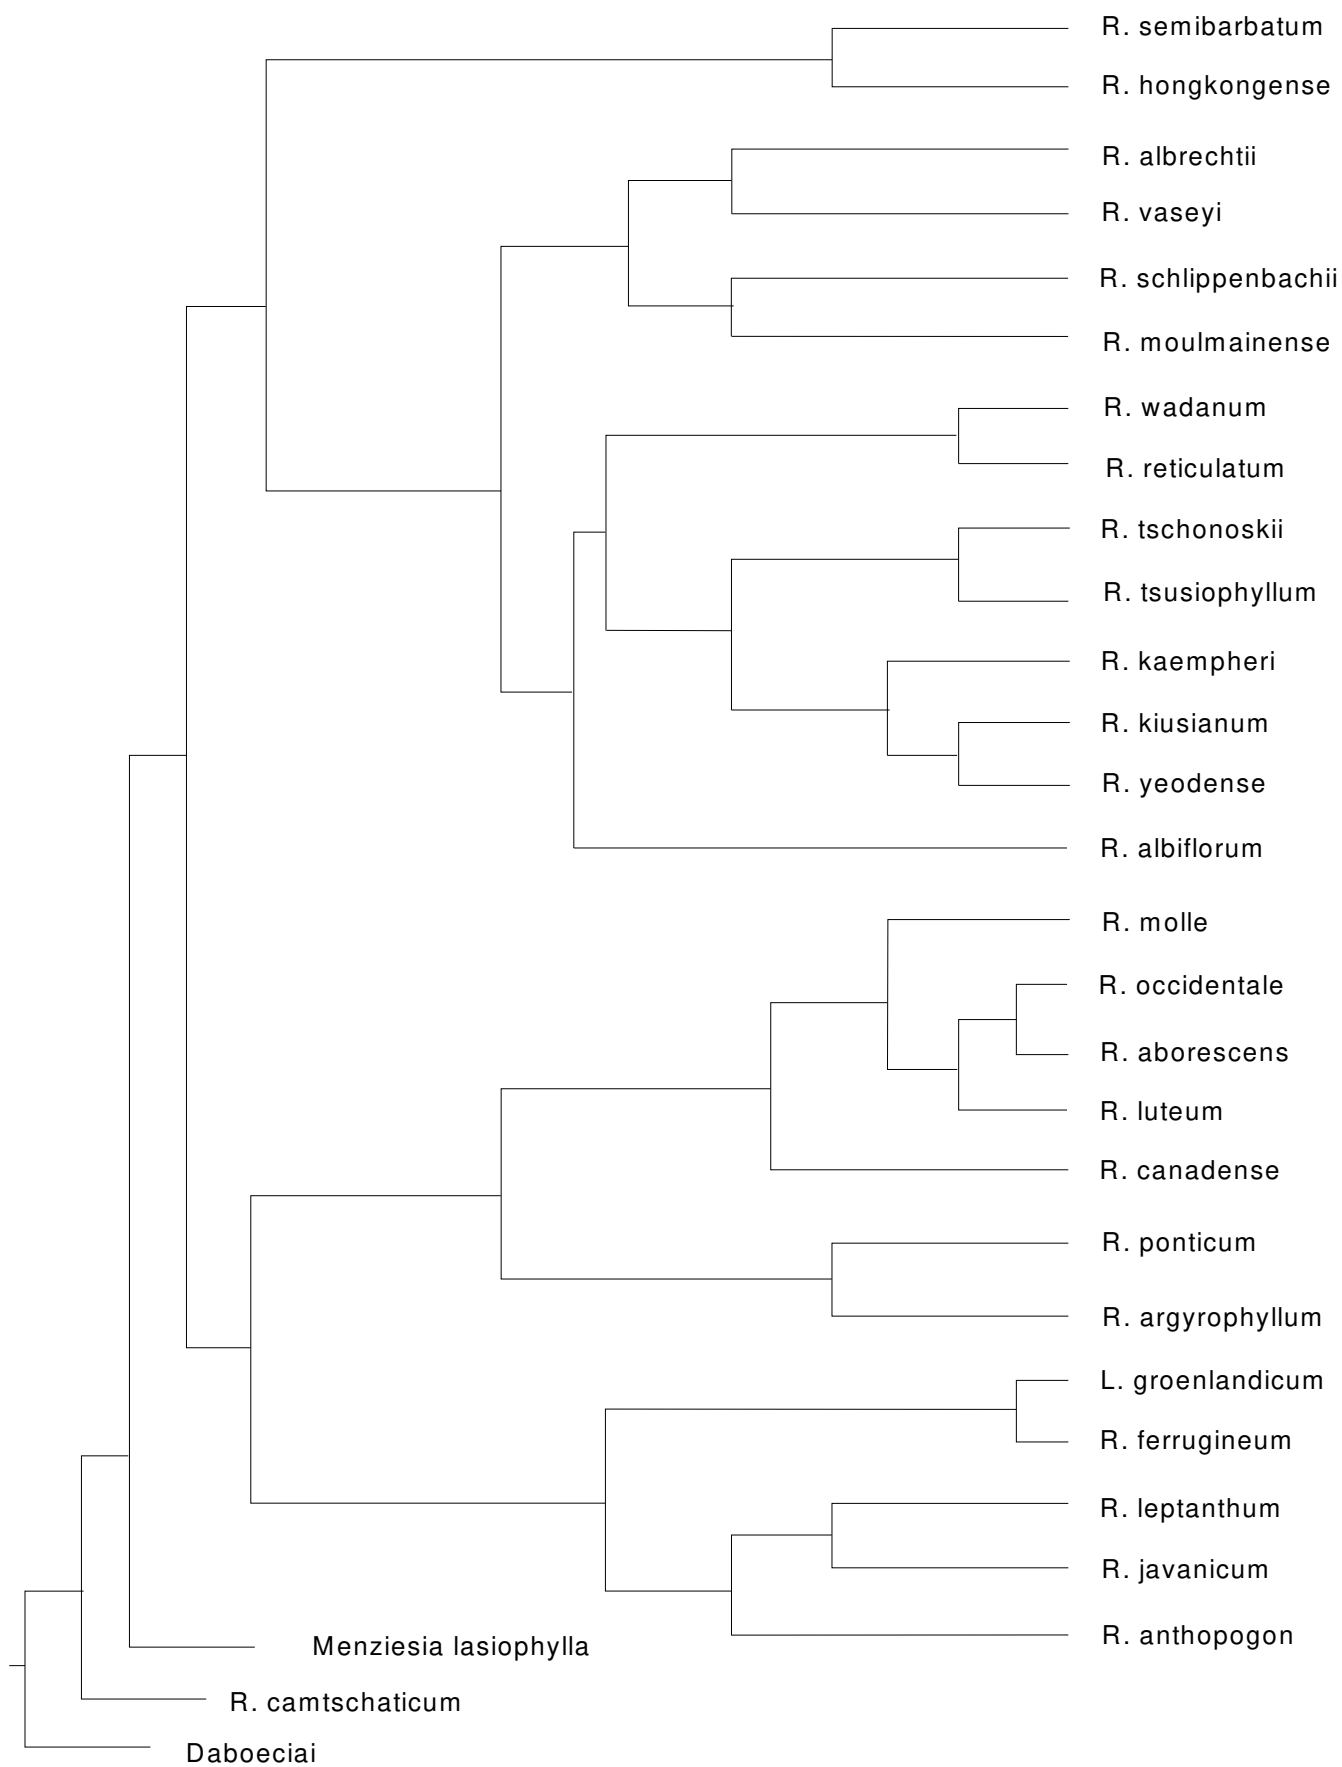 R. semibarbatum
R. hongkongense
R. albrechtii
R. vaseyi
R. schlippenbachii
R. moulmainense
R. wadanum
R. reticulatum
R. tschonoskii
R. tsusiophyllum
R. kaempheri
R. kiusianum
R. yeodense
R. albiflorum
R. molle
R. occidentale
R. aborescens
R. luteum
R. canadense
R. ponticum
R. argyrophyllum
L. groenlandicum
R. ferrugineum
R. leptanthum
R. javanicum
R. anthopogon
Menziesia lasiophylla
R. camtschaticum
Daboeciai